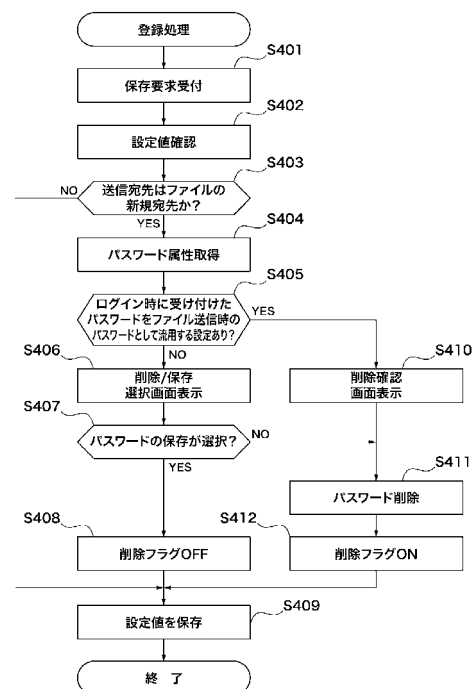 登録処理
S401
保存要求受付
S402
設定値確認
S403
NO
送信宛先はファイルの
新規宛先か？
YES
S404
パスワード属性取得
S405
ログイン時に受け付けた
パスワードをファイル送信時の
パスワードとして流用する設定あり？
YES
NO
S406
削除/保存
選択画面表示
S410
削除確認
画面表示
S407
パスワードの保存が選択？
NO
YES
S411
パスワード削除
S408
削除フラグOFF
S412
削除フラグON
S409
設定値を保存
終 了